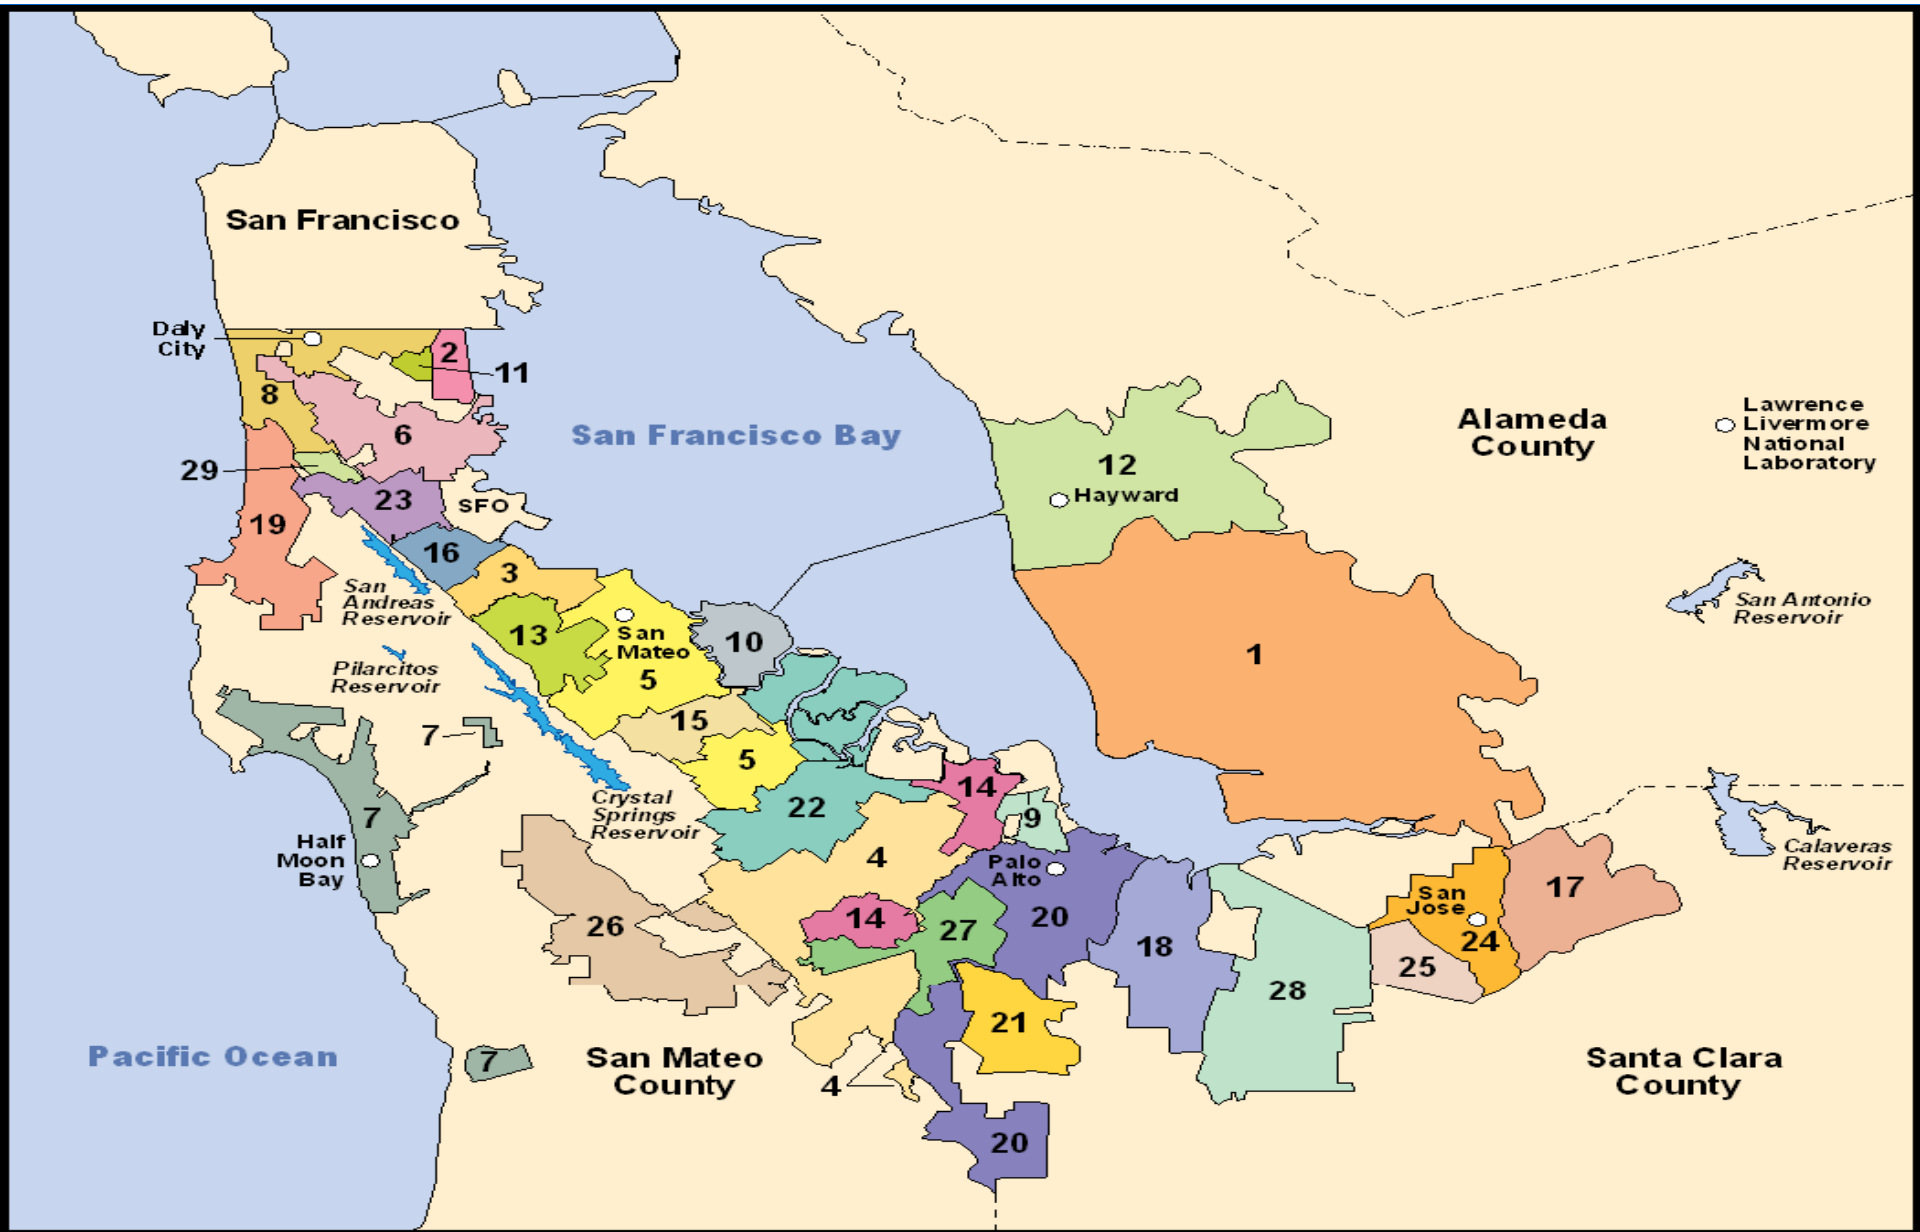 San Francisco
Daly
City
2
11
8
6
San Francisco Bay
29
23
SFO
19
16
3
San
Andreas
Reservoir
13
San
Mateo
10
5
Pilarcitos
Reservoir
15
7
5
14
22
9
Crystal
Springs
Reservoir
7
Half
Moon
Bay
4
Palo
Alto
14
27
20
18
26
28
21
Pacific Ocean
7
San Mateo
County
4
20
12
Hayward
Alameda
County
Lawrence
Livermore
National
Laboratory
1
San Antonio
Reservoir
Calaveras
Reservoir
San
Jose
17
24
25
Santa Clara
County